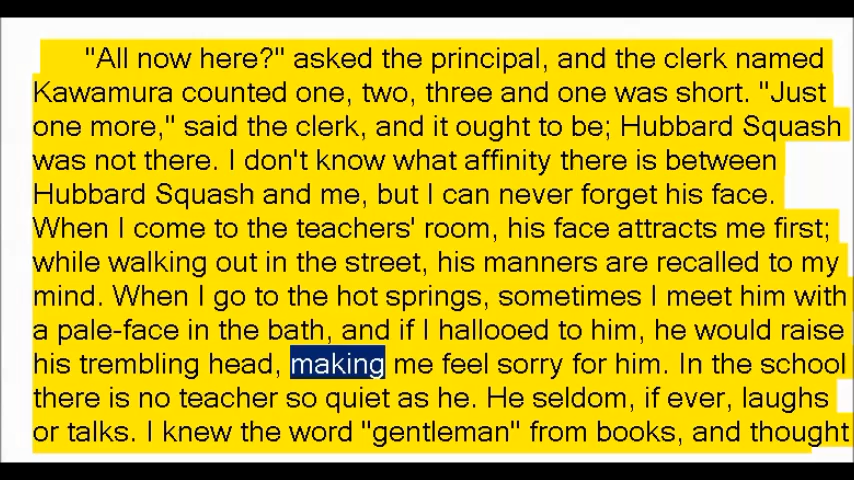 "All now here?" asked the principal, and the clerk named
Kawamura counted one, two, three and one was short. "Just
one more," said the clerk, and it ought to be; Hubbard Squash
was not there. I don't know what affinity there is between
Hubbard Squash and me, but I can never forget his face.
When I come to the teachers' room, his face attracts me first;
while walking out in the street, his manners are recalled to my
mind. When I go to the hot springs, sometimes I meet him with
a pale-face in the bath, and if I hallooed to him, he would raise
his trembling head, making me feel sorry for him. In the school
there is no teacher so quiet as he. He seldom, if ever, laughs
or talks. I knew the word "gentleman" from books, and thought